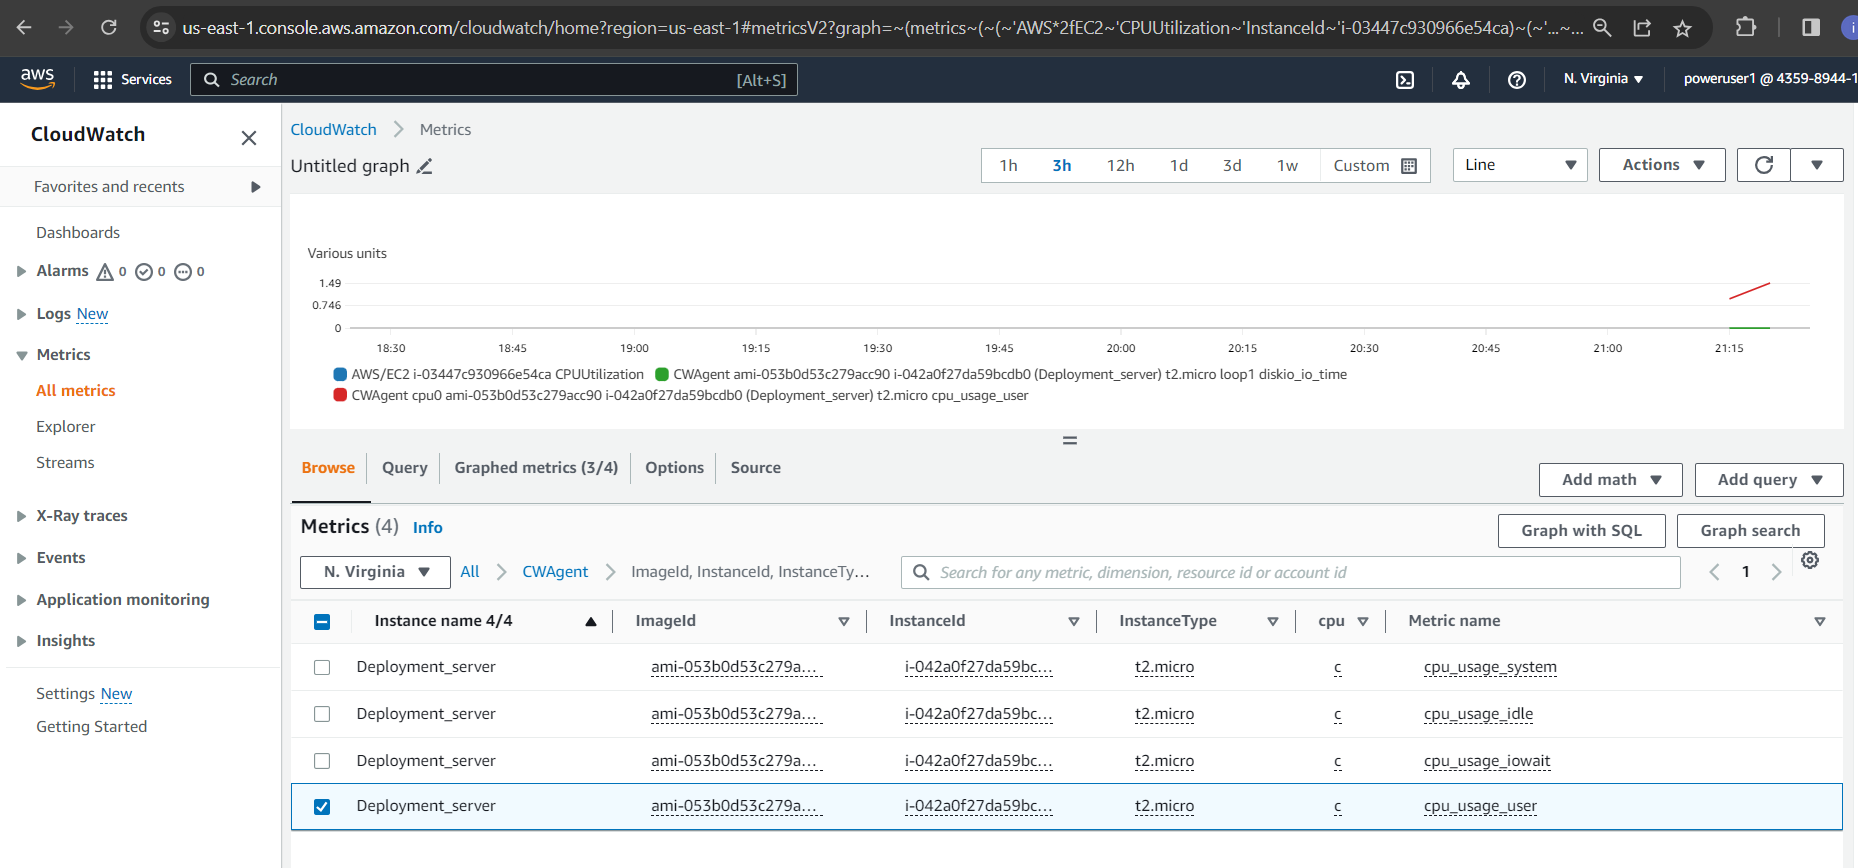 us-east-1.console.aws.amazon.com/cloudwatch/home?region=us-east-1#metricsV2?graph=~(metrics~(~(~'AWS*2fEC2~'CPUUtilization~'InstanceId~'i-03447c930966e54ca)~(~'...~...
aws Services Search [Alt+S] N. Virginia poweruser1 @ 4359-8944-1
CloudWatch
Favorites and recents
Dashboards
Alarms 0 0 0
Logs New
Metrics
All metrics
Explorer
Streams
X-Ray traces
Events
Application monitoring
Insights
Settings New
Getting Started
CloudWatch Metrics
Untitled graph 1h 3h 12h 1d 3d 1w Custom Line Actions
Various units
1.49
0.746
0
18:30 18:45 19:00 19:15 19:30 19:45 20:00 20:15 20:30 20:45 21:00 21:15
AWS/EC2 i-03447c930966e54ca CPUUtilization CWAgent ami-053b0d53c279acc90 i-042a0f27da59bcdb0 (Deployment_server) t2.micro loop1 diskio_io_time
CWAgent cpu0 ami-053b0d53c279acc90 i-042a0f27da59bcdb0 (Deployment_server) t2.micro cpu_usage_user
Browse Query Graphed metrics (3/4) Options Source Add math Add query
Metrics (4) Info Graph with SQL Graph search
N. Virginia All CWAgent ImageId, InstanceId, InstanceTy... Search for any metric, dimension, resource id or account id 1
Instance name 4/4 ImageId InstanceId InstanceType cpu Metric name
Deployment_server ami-053b0d53c279a... i-042a0f27da59bc... t2.micro c cpu_usage_system
Deployment_server ami-053b0d53c279a... i-042a0f27da59bc... t2.micro c cpu_usage_idle
Deployment_server ami-053b0d53c279a... i-042a0f27da59bc... t2.micro c cpu_usage_iowait
Deployment_server ami-053b0d53c279a... i-042a0f27da59bc... t2.micro c cpu_usage_user